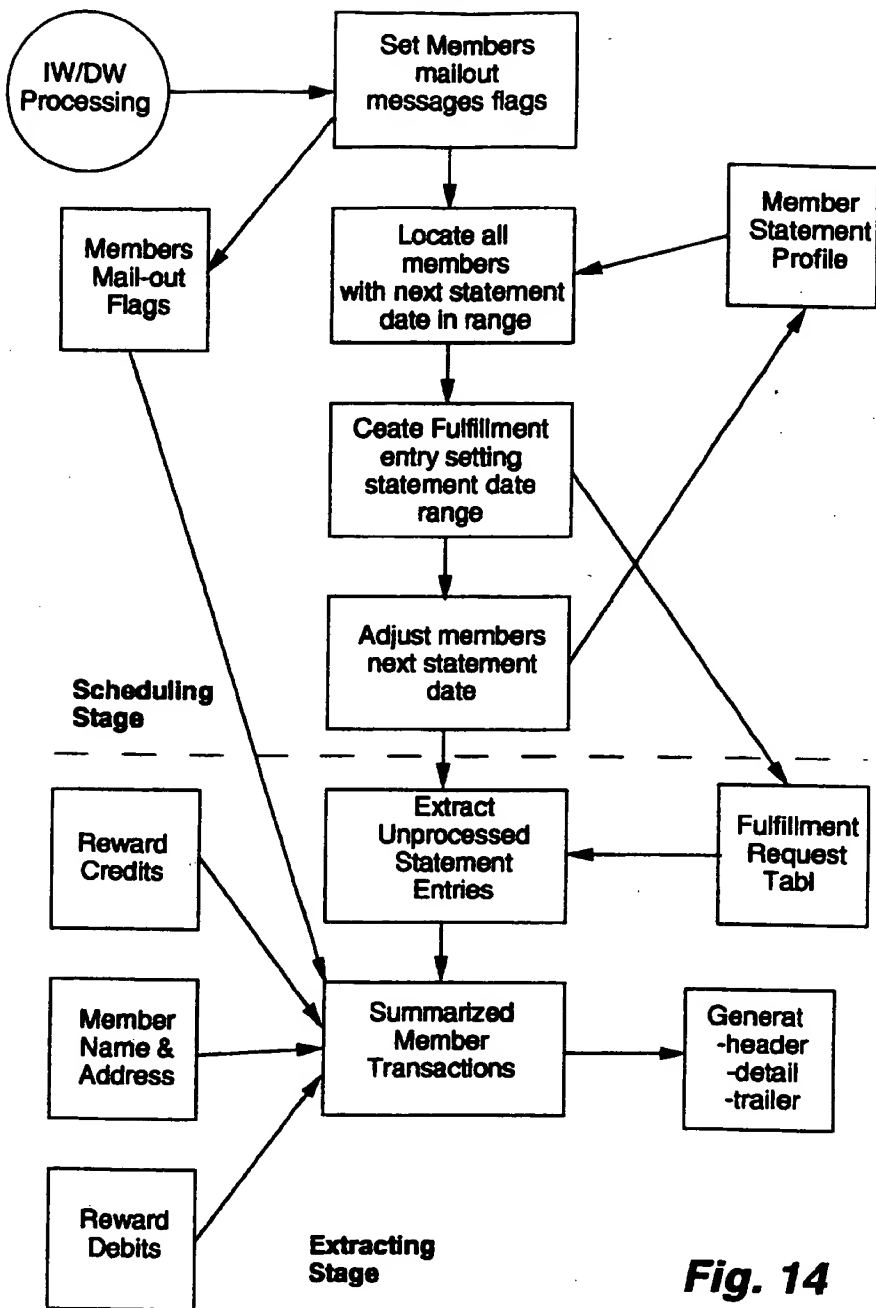 IW/DW
Processing
Set Members
mailout
messages flags
Members
Mail-out
Flags
Locate all
members
with next statement
date in range
Member
Statement
Profile
Ceate Fulfillment
entry setting
statement date
range
Adjust members
next statement
date
Scheduling
Stage
Reward
Credits
Extract
Unprocessed
Statement
Entries
Fulfillment
Request
Tabl
Member
Name &
Address
Summarized
Member
Transactions
Generat
-header
-detail
-trailer
Reward
Debits
Extracting
Stage
Fig. 14